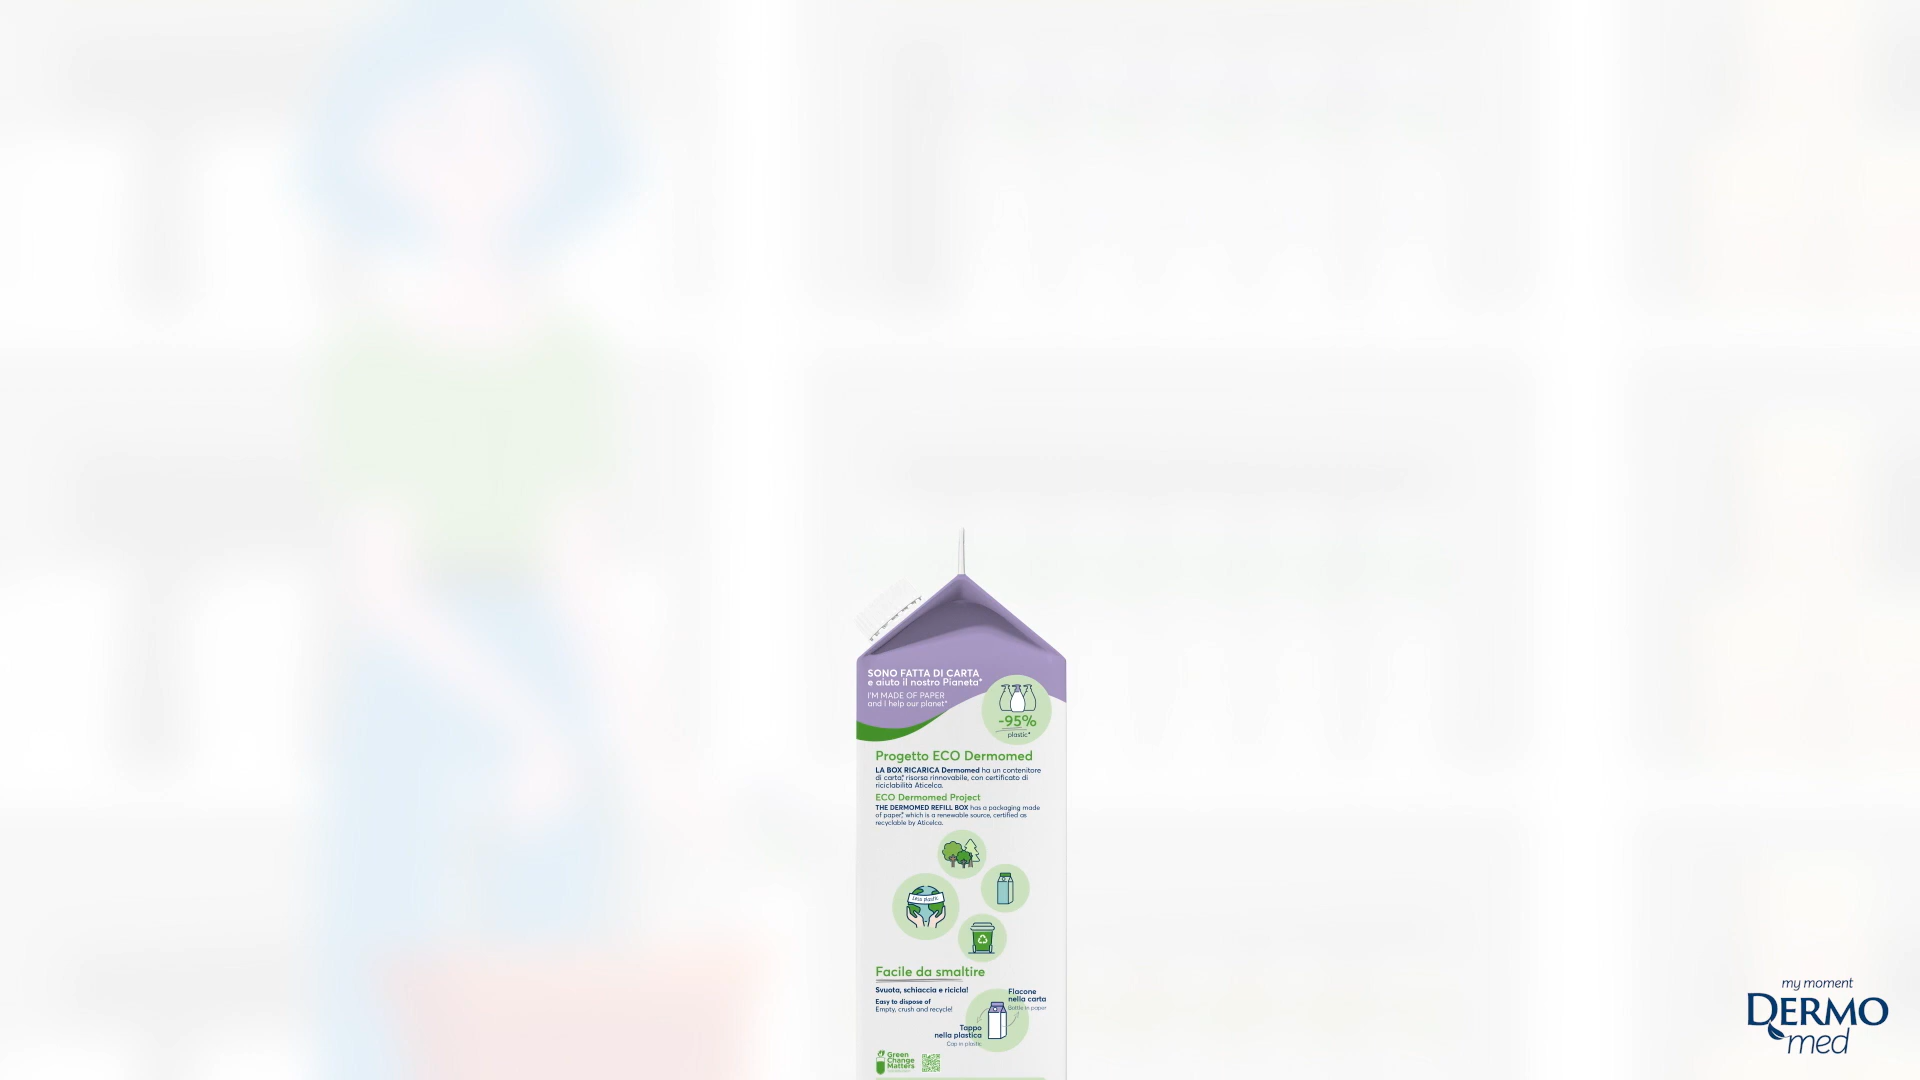 SONO FATTA DI CARTA
e aiuto il nostro Pianeta*
I'M MADE OF PAPER
and I help our planet*
-95%
plastic*
Progetto ECO Dermomed
LA BOX RICARICA Dermomed ha un contenitore
di carta*, risorsa rinnovabile, con certificato di
riciclabilità Aticelca.
ECO Dermomed Project
THE DERMOMED REFILL BOX has a packaging made
of paper*, which is a renewable source, certified as
recyclable by Aticelca.
Less plastic
Facile da smaltire
Svuota, schiaccia e ricicla!
Easy to dispose of
Empty, crush and recycle!
Flacone
nella carta
Bottle in paper
Tappo
nella plastica
Cap in plastic
Green
Change
Matters
my moment
DERMO
med